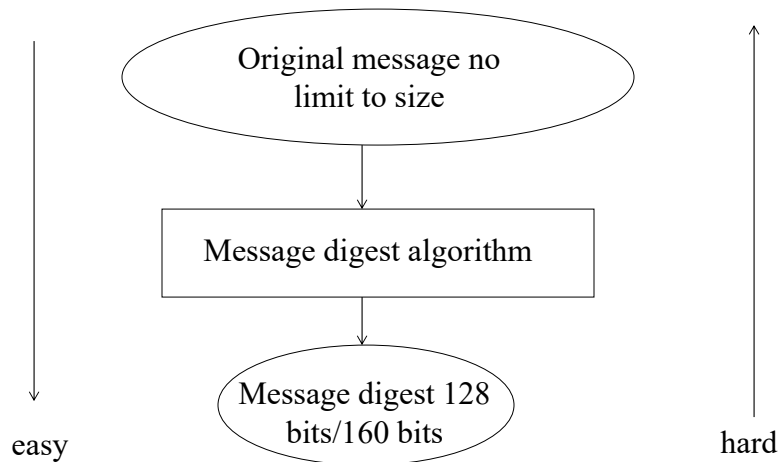 Original message no
limit to size
Message digest algorithm
Message digest 128
bits/160 bits
easy
hard